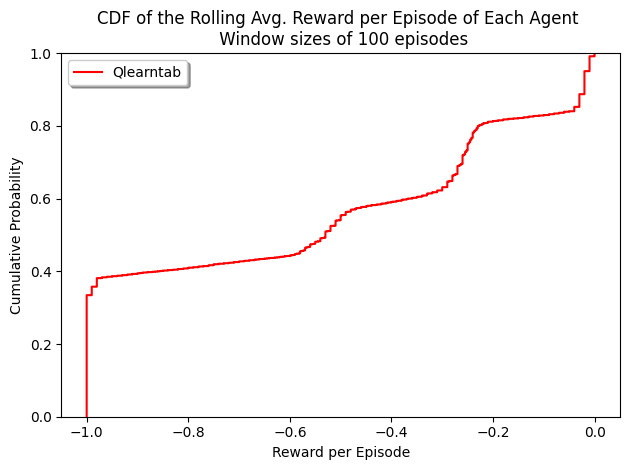 CDF of the Rolling Avg. Reward per Episode of Each Agent
Window sizes of 100 episodes
Qlearntab
Cumulative Probability
1.0
0.8
0.6
0.4
0.2
0.0
−1.0
−0.8
−0.6
−0.4
−0.2
0.0
Reward per Episode